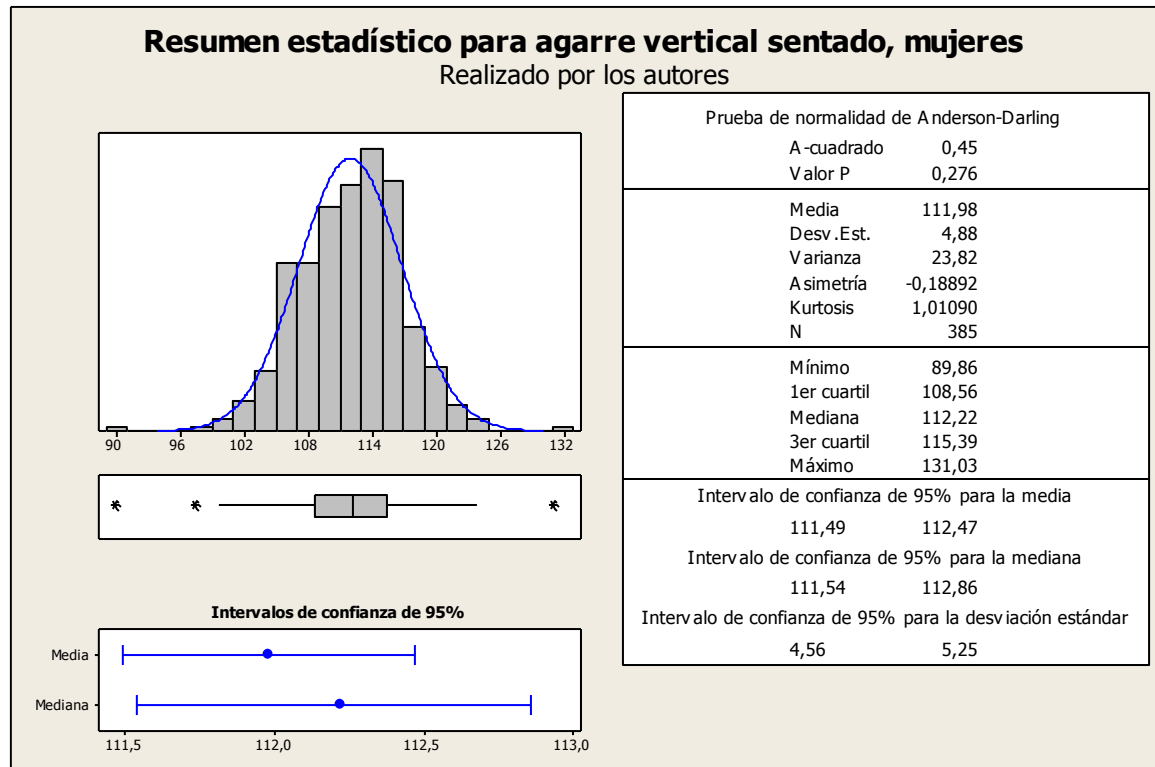 Resumen estadístico para agarre vertical sentado, mujeres
Realizado por los autores
90 96 102 108 114 120 126 132
Intervalos de confianza de 95%
Media
Mediana
111,5 112,0 112,5 113,0
Prueba de normalidad de Anderson-Darling
A-cuadrado 0,45
Valor P 0,276
Media 111,98
Desv.Est. 4,88
Varianza 23,82
Asimetría -0,18892
Kurtosis 1,01090
N 385
Mínimo 89,86
1er cuartil 108,56
Mediana 112,22
3er cuartil 115,39
Máximo 131,03
Intervalo de confianza de 95% para la media
111,49 112,47
Intervalo de confianza de 95% para la mediana
111,54 112,86
Intervalo de confianza de 95% para la desviación estándar
4,56 5,25